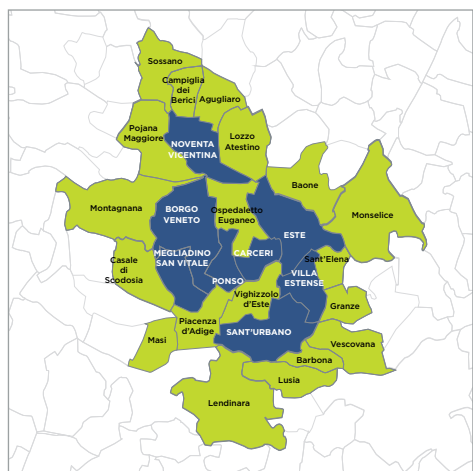 Sossano
Campiglia
dei
Berici
Agugliaro
Pojana
Maggiore
NOVENTA
VICENTINA
Lozzo
Atestino
Baone
Monselice
Montagnana
BORGO
VENETO
Ospedaletto
Euganeo
ESTE
CARCERI
MEGLIADINO
SAN VITALE
Casale
di
Scodosia
Sant'Elena
VILLA
ESTENSE
PONSO
Vighizzolo
d'Este
Granze
Piacenza
d'Adige
SANT'URBANO
Masi
Vescovana
Barbona
Lusia
Lendinara